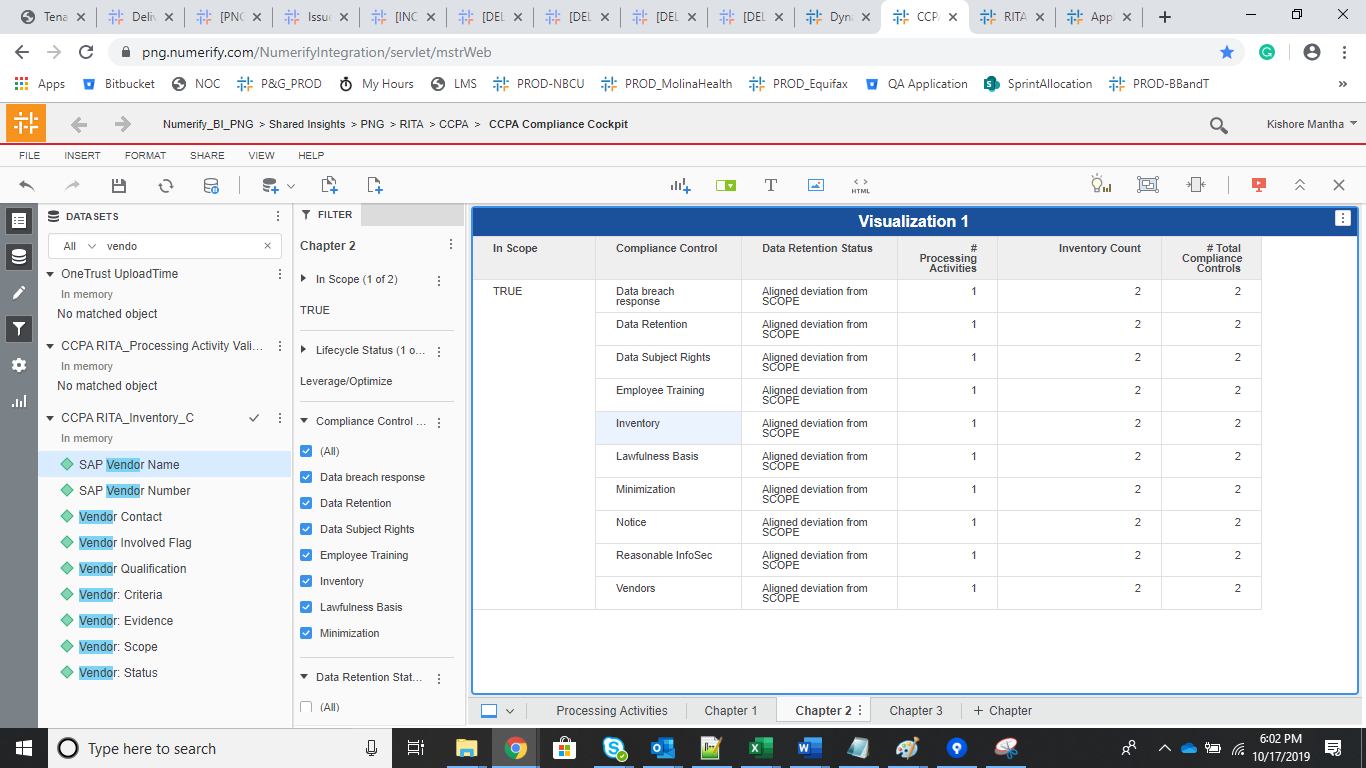 Tena
Deliv
[PNG
Issue
[INC
[DEL
[DEL
[DEL
[DEL
Dyna
CCPA
RITA
Appl
png.numerify.com/NumerifyIntegration/servlet/mstrWeb
Apps
Bitbucket
NOC
P&G_PROD
My Hours
LMS
PROD-NBCU
PROD_MolinaHealth
PROD_Equifax
QA Application
SprintAllocation
PROD-BBandT
»
Numerify_BI_PNG > Shared Insights > PNG > RITA > CCPA > CCPA Compliance Cockpit
Kishore Mantha
FILE INSERT FORMAT SHARE VIEW HELP
HTML
DATASETS
All vendo
OneTrust UploadTime
In memory
No matched object
CCPA RITA_Processing Activity Vali...
In memory
No matched object
CCPA RITA_Inventory_C
In memory
SAP Vendor Name
SAP Vendor Number
Vendor Contact
Vendor Involved Flag
Vendor Qualification
Vendor: Criteria
Vendor: Evidence
Vendor: Scope
Vendor: Status
FILTER
Chapter 2
In Scope (1 of 2)
TRUE
Lifecycle Status (1 o...
Leverage/Optimize
Compliance Control ...
(All)
Data breach response
Data Retention
Data Subject Rights
Employee Training
Inventory
Lawfulness Basis
Minimization
Data Retention Stat...
(All)
Visualization 1
In Scope
Compliance Control
Data Retention Status
#
Processing
Activities
Inventory Count
# Total
Compliance
Controls
TRUE
Data breach
response
Aligned deviation from
SCOPE
1 2 2
Data Retention
Aligned deviation from
SCOPE
1 2 2
Data Subject Rights
Aligned deviation from
SCOPE
1 2 2
Employee Training
Aligned deviation from
SCOPE
1 2 2
Inventory
Aligned deviation from
SCOPE
1 2 2
Lawfulness Basis
Aligned deviation from
SCOPE
1 2 2
Minimization
Aligned deviation from
SCOPE
1 2 2
Notice
Aligned deviation from
SCOPE
1 2 2
Reasonable InfoSec
Aligned deviation from
SCOPE
1 2 2
Vendors
Aligned deviation from
SCOPE
1 2 2
Processing Activities
Chapter 1
Chapter 2
Chapter 3
+ Chapter
Type here to search
6:02 PM
10/17/2019